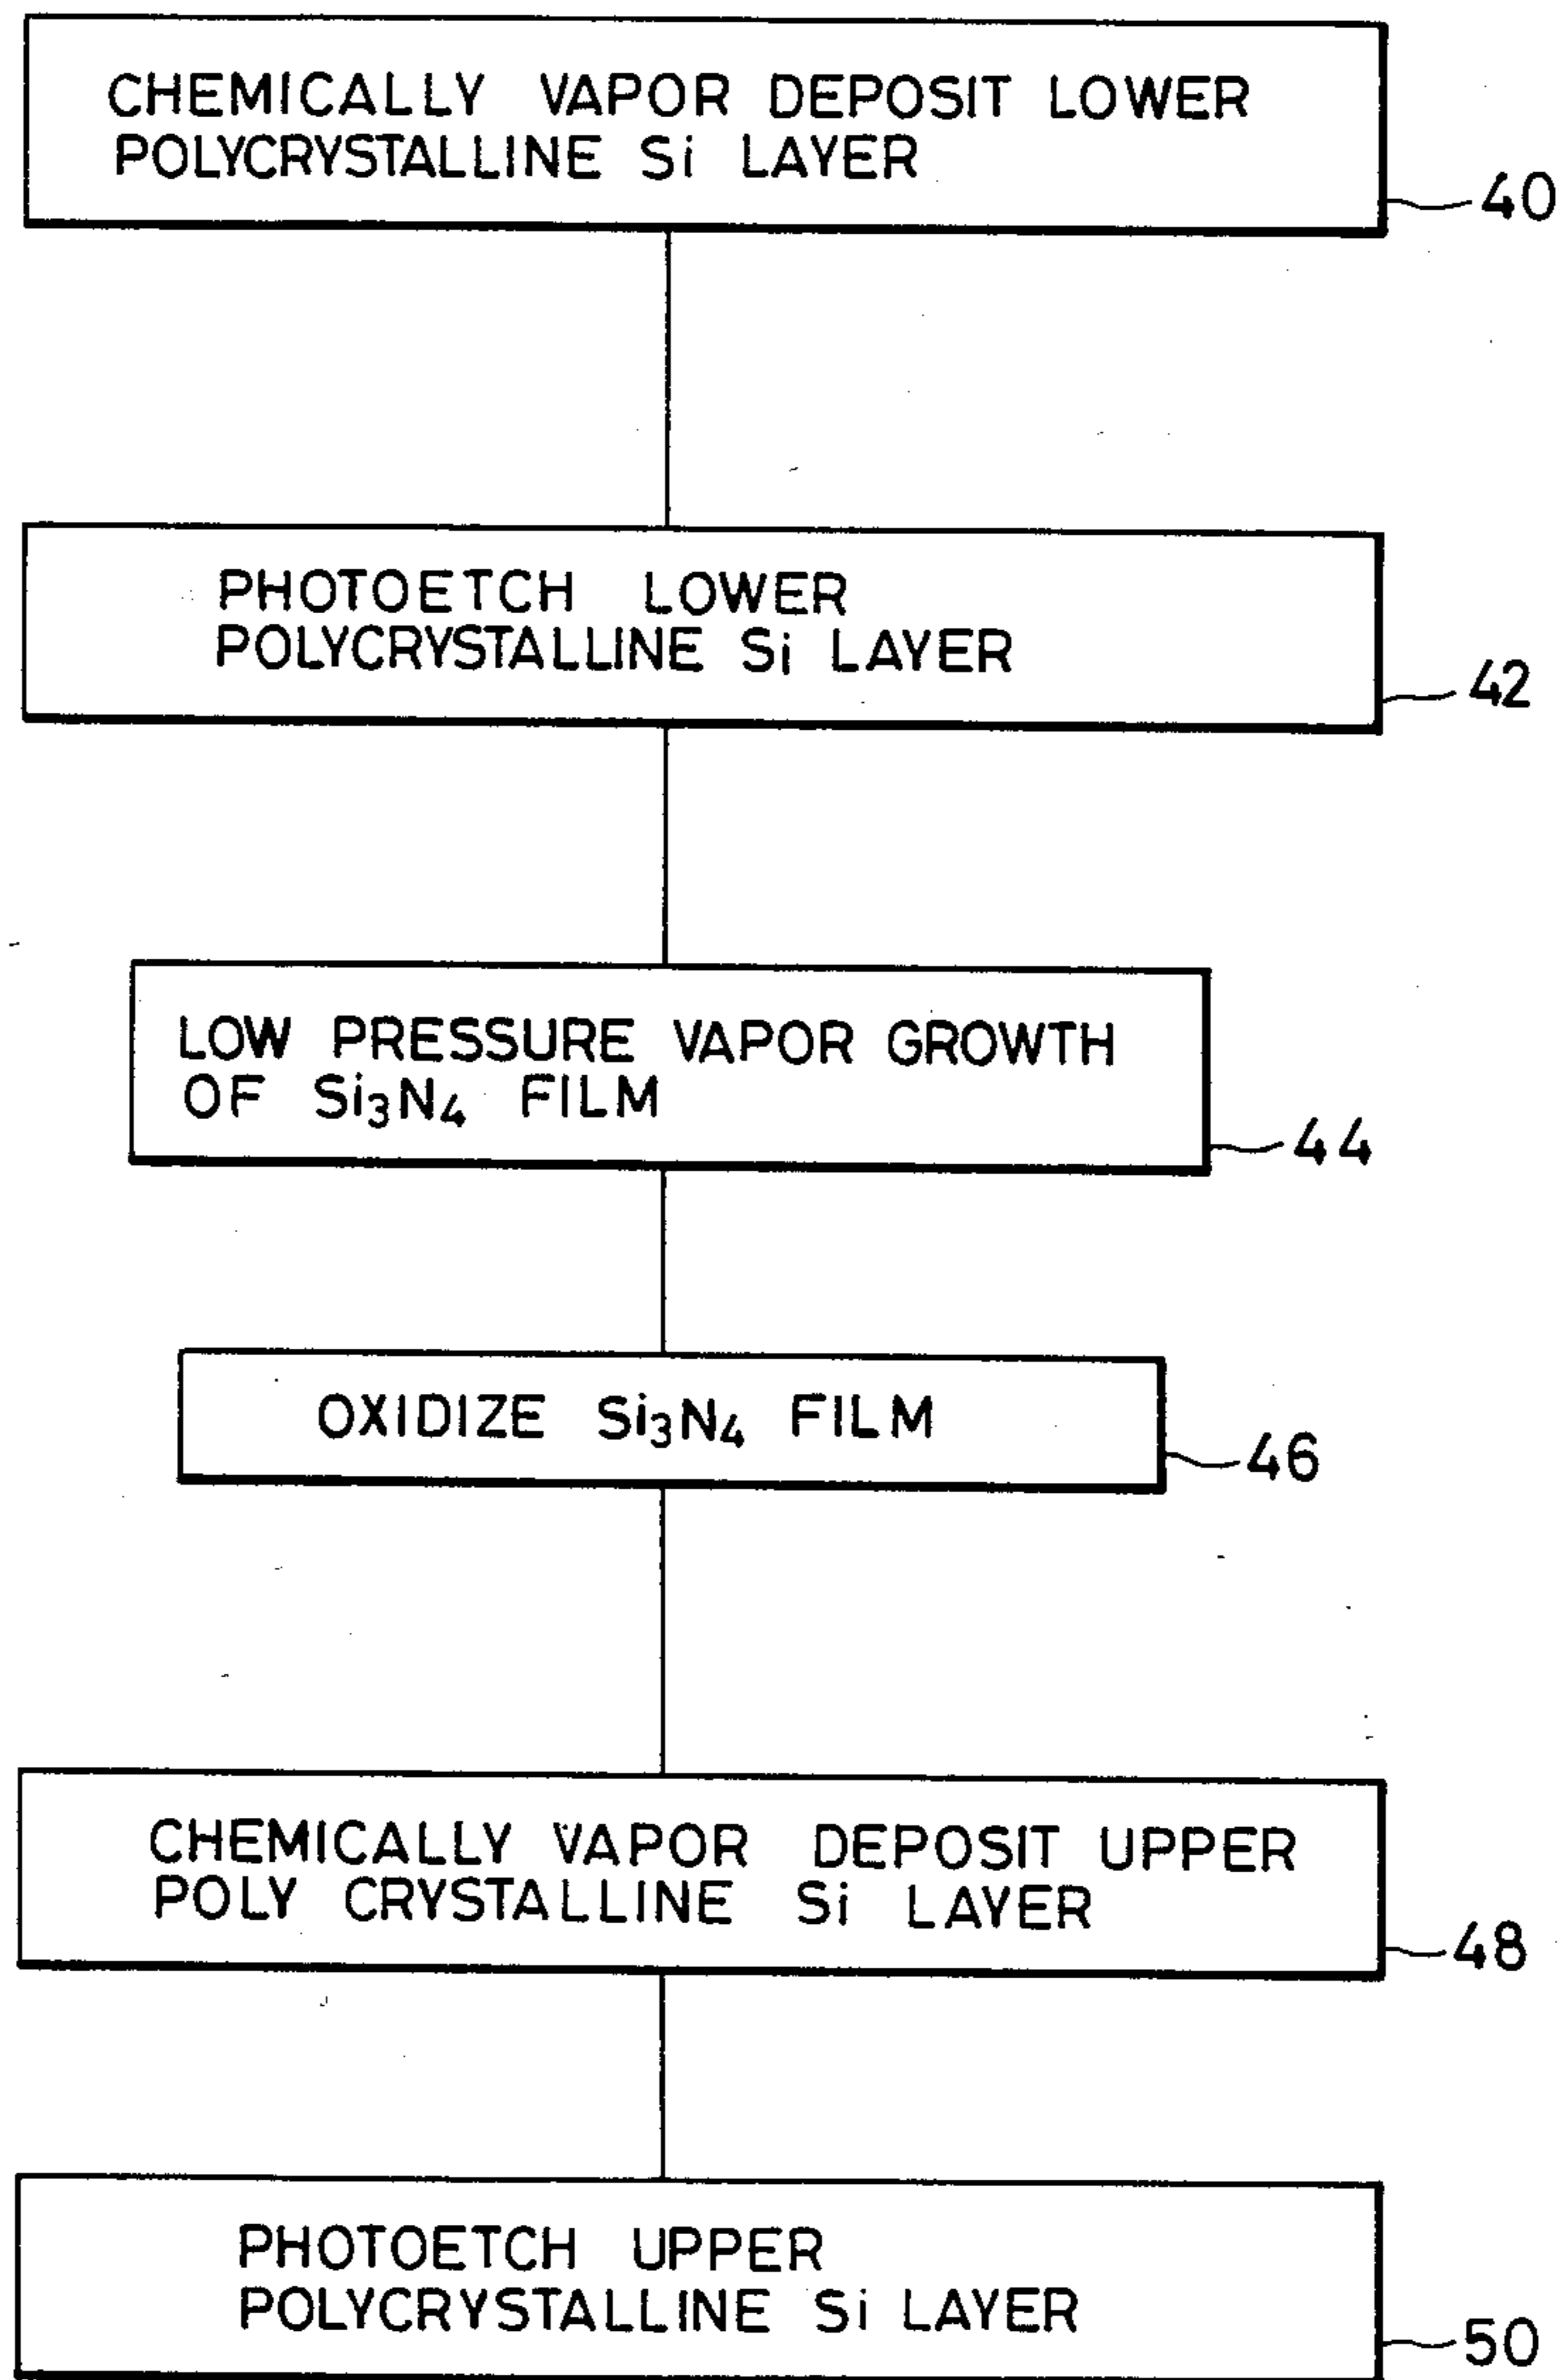 CHEMICALLY VAPOR DEPOSIT LOWER
POLYCRYSTALLINE Si LAYER
40
PHOTOETCH LOWER
POLYCRYSTALLINE Si LAYER
42
LOW PRESSURE VAPOR GROWTH
OF Si₃N₄ FILM
44
OXIDIZE Si₃N₄ FILM
46
CHEMICALLY VAPOR DEPOSIT UPPER
POLY CRYSTALLINE Si LAYER
48
PHOTOETCH UPPER
POLYCRYSTALLINE Si LAYER
50